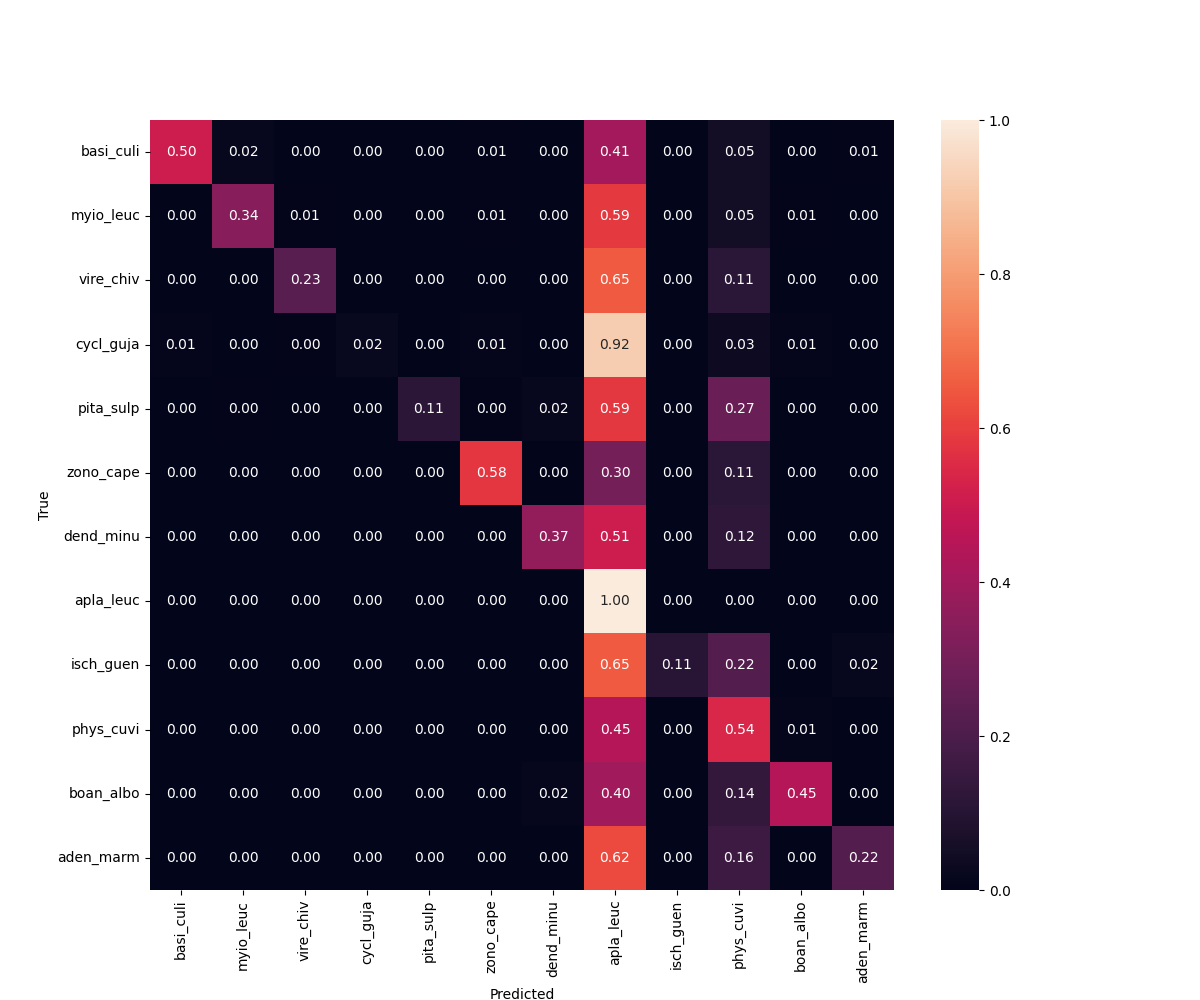 1.0
basi_culi 0.50 0.02 0.00 0.00 0.00 0.01 0.00 0.41 0.00 0.05 0.00 0.01
myio_leuc 0.00 0.34 0.01 0.00 0.00 0.01 0.00 0.59 0.00 0.05 0.01 0.00
0.8
vire_chiv 0.00 0.00 0.23 0.00 0.00 0.00 0.00 0.65 0.00 0.11 0.00 0.00
cycl_guja 0.01 0.00 0.00 0.02 0.00 0.01 0.00 0.92 0.00 0.03 0.01 0.00
pita_sulp 0.00 0.00 0.00 0.00 0.11 0.00 0.02 0.59 0.00 0.27 0.00 0.00
0.6
zono_cape 0.00 0.00 0.00 0.00 0.00 0.58 0.00 0.30 0.00 0.11 0.00 0.00
True
dend_minu 0.00 0.00 0.00 0.00 0.00 0.00 0.37 0.51 0.00 0.12 0.00 0.00
0.4
apla_leuc 0.00 0.00 0.00 0.00 0.00 0.00 0.00 1.00 0.00 0.00 0.00 0.00
isch_guen 0.00 0.00 0.00 0.00 0.00 0.00 0.00 0.65 0.11 0.22 0.00 0.02
phys_cuvi 0.00 0.00 0.00 0.00 0.00 0.00 0.00 0.45 0.00 0.54 0.01 0.00
0.2
boan_albo 0.00 0.00 0.00 0.00 0.00 0.00 0.02 0.40 0.00 0.14 0.45 0.00
aden_marm 0.00 0.00 0.00 0.00 0.00 0.00 0.00 0.62 0.00 0.16 0.00 0.22
0.0
basi_culi myio_leuc vire_chiv cycl_guja pita_sulp zono_cape dend_minu apla_leuc isch_guen phys_cuvi boan_albo aden_marm
Predicted